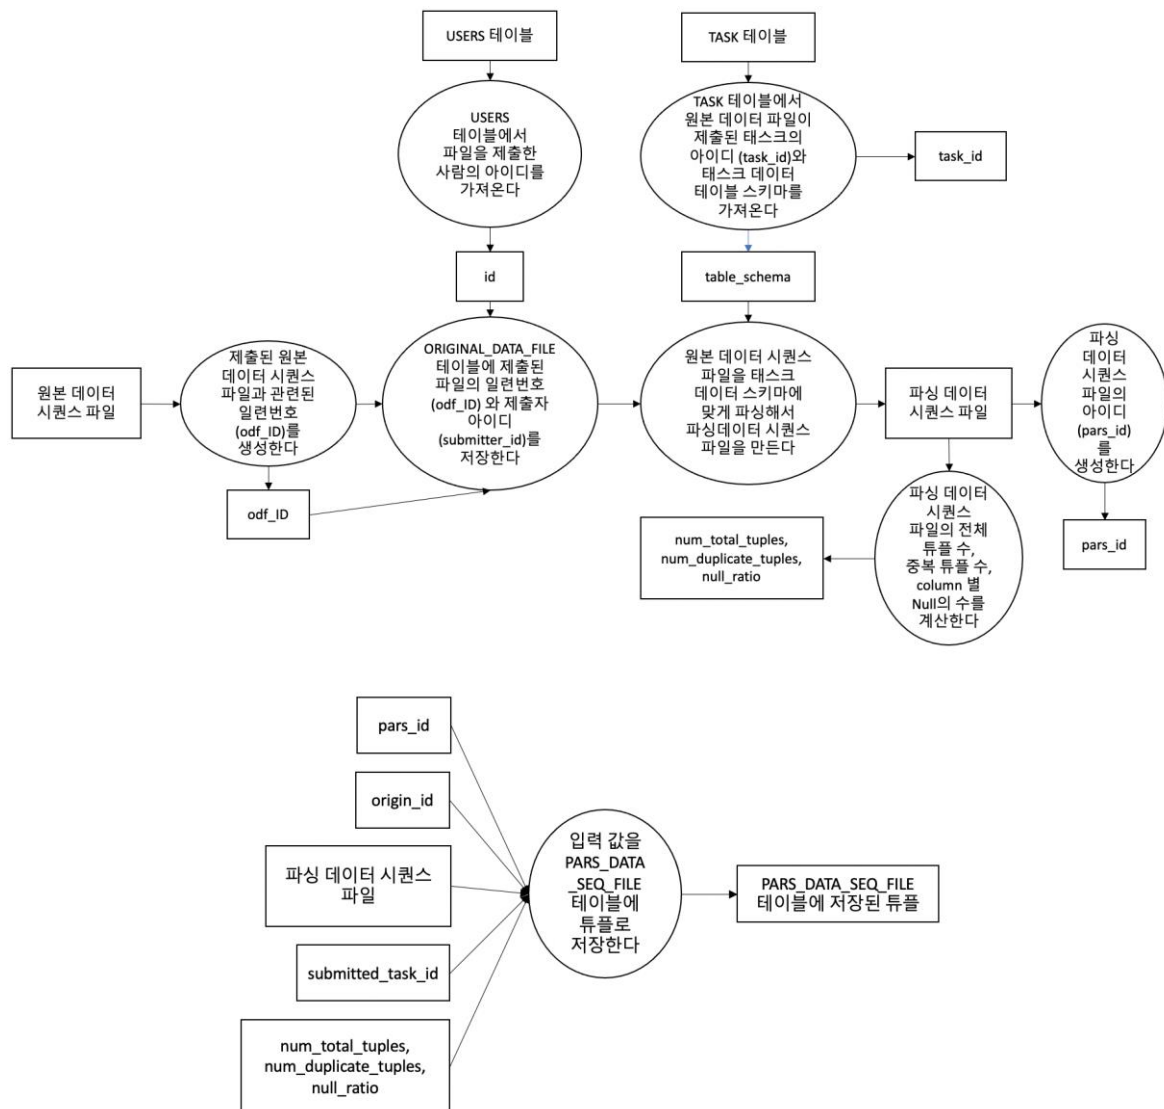 USERS 테이블
TASK 테이블
USERS
테이블에서
파일을 제출한
사람의 아이디를
가져온다
TASK 테이블에서
원본 데이터 파일이
제출된 태스크의
아이디 (task_id)와
태스크 데이터
테이블 스키마를
가져온다
task_id
id
table_schema
원본 데이터
시퀀스 파일
제출된 원본
데이터 시퀀스
파일과 관련된
일련번호
(odf_ID)를
생성한다
ORIGINAL_DATA_FILE
테이블에 제출된
파일의 일련번호
(odf_ID) 와 제출자
아이디
(submitter_id)를
저장한다
원본 데이터 시퀀스
파일을 태스크
데이터 스키마에
맞게 파싱해서
파싱데이터 시퀀스
파일을 만든다
파싱 데이터
시퀀스 파일
파싱
데이터
시퀀스
파일의
아이디
(pars_id)
를
생성한다
odf_ID
num_total_tuples,
num_duplicate_tuples,
null_ratio
파싱 데이터
시퀀스
파일의 전체
튜플 수,
중복 튜플 수,
column 별
Null의 수를
계산한다
pars_id
pars_id
origin_id
파싱 데이터 시퀀스
파일
submitted_task_id
num_total_tuples,
num_duplicate_tuples,
null_ratio
입력 값을
PARS_DATA
_SEQ_FILE
테이블에
튜플로
저장한다
PARS_DATA_SEQ_FILE
테이블에 저장된 튜플